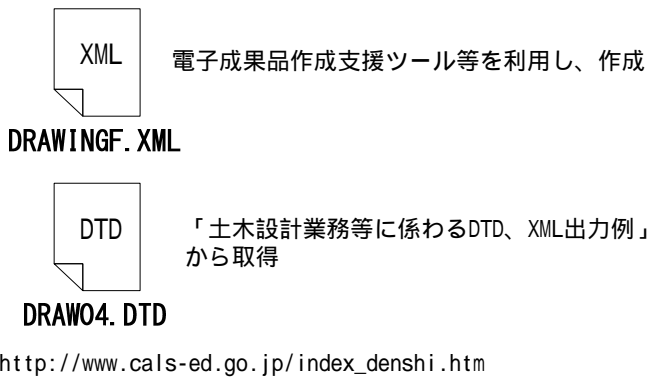 XML
電子成果品作成支援ツール等を利用し、作成
DRAWINGF.XML
DTD
「土木設計業務等に係わるDTD、XML出力例」
から取得
DRAW04.DTD
http://www.cals-ed.go.jp/index_denshi.htm